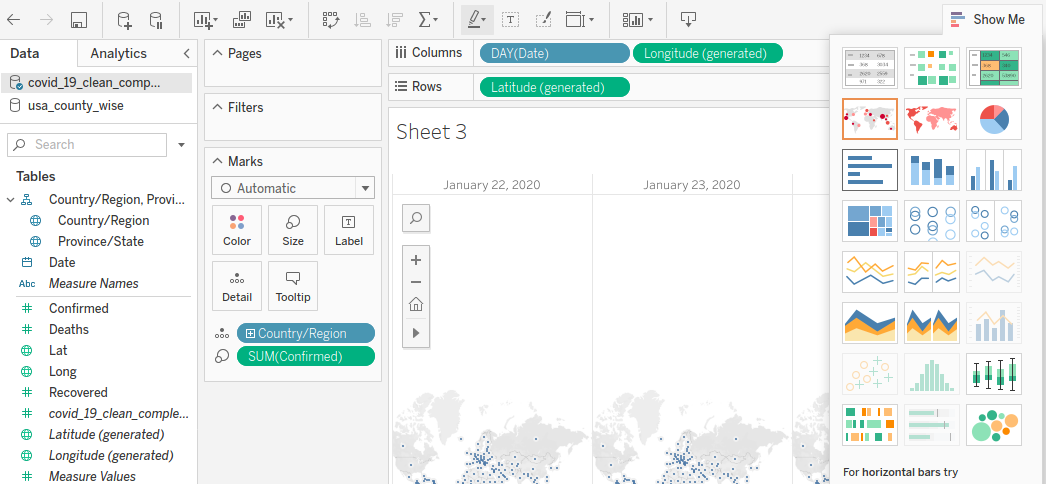 Show Me
Data
Analytics
covid_19_clean_comp...
usa_county_wise
Search
Tables
Country/Region, Provi...
Country/Region
Province/State
Date
Abc Measure Names
Confirmed
Deaths
Lat
Long
Recovered
covid_19_clean_comple...
Latitude (generated)
Longitude (generated)
Measure Values
Pages
Filters
Marks
Automatic
Color
Size
T
Label
Detail
Tooltip
Country/Region
SUM(Confirmed)
Columns
DAY(Date)
Longitude (generated)
Rows
Latitude (generated)
Sheet 3
January 22, 2020
January 23, 2020
For horizontal bars try